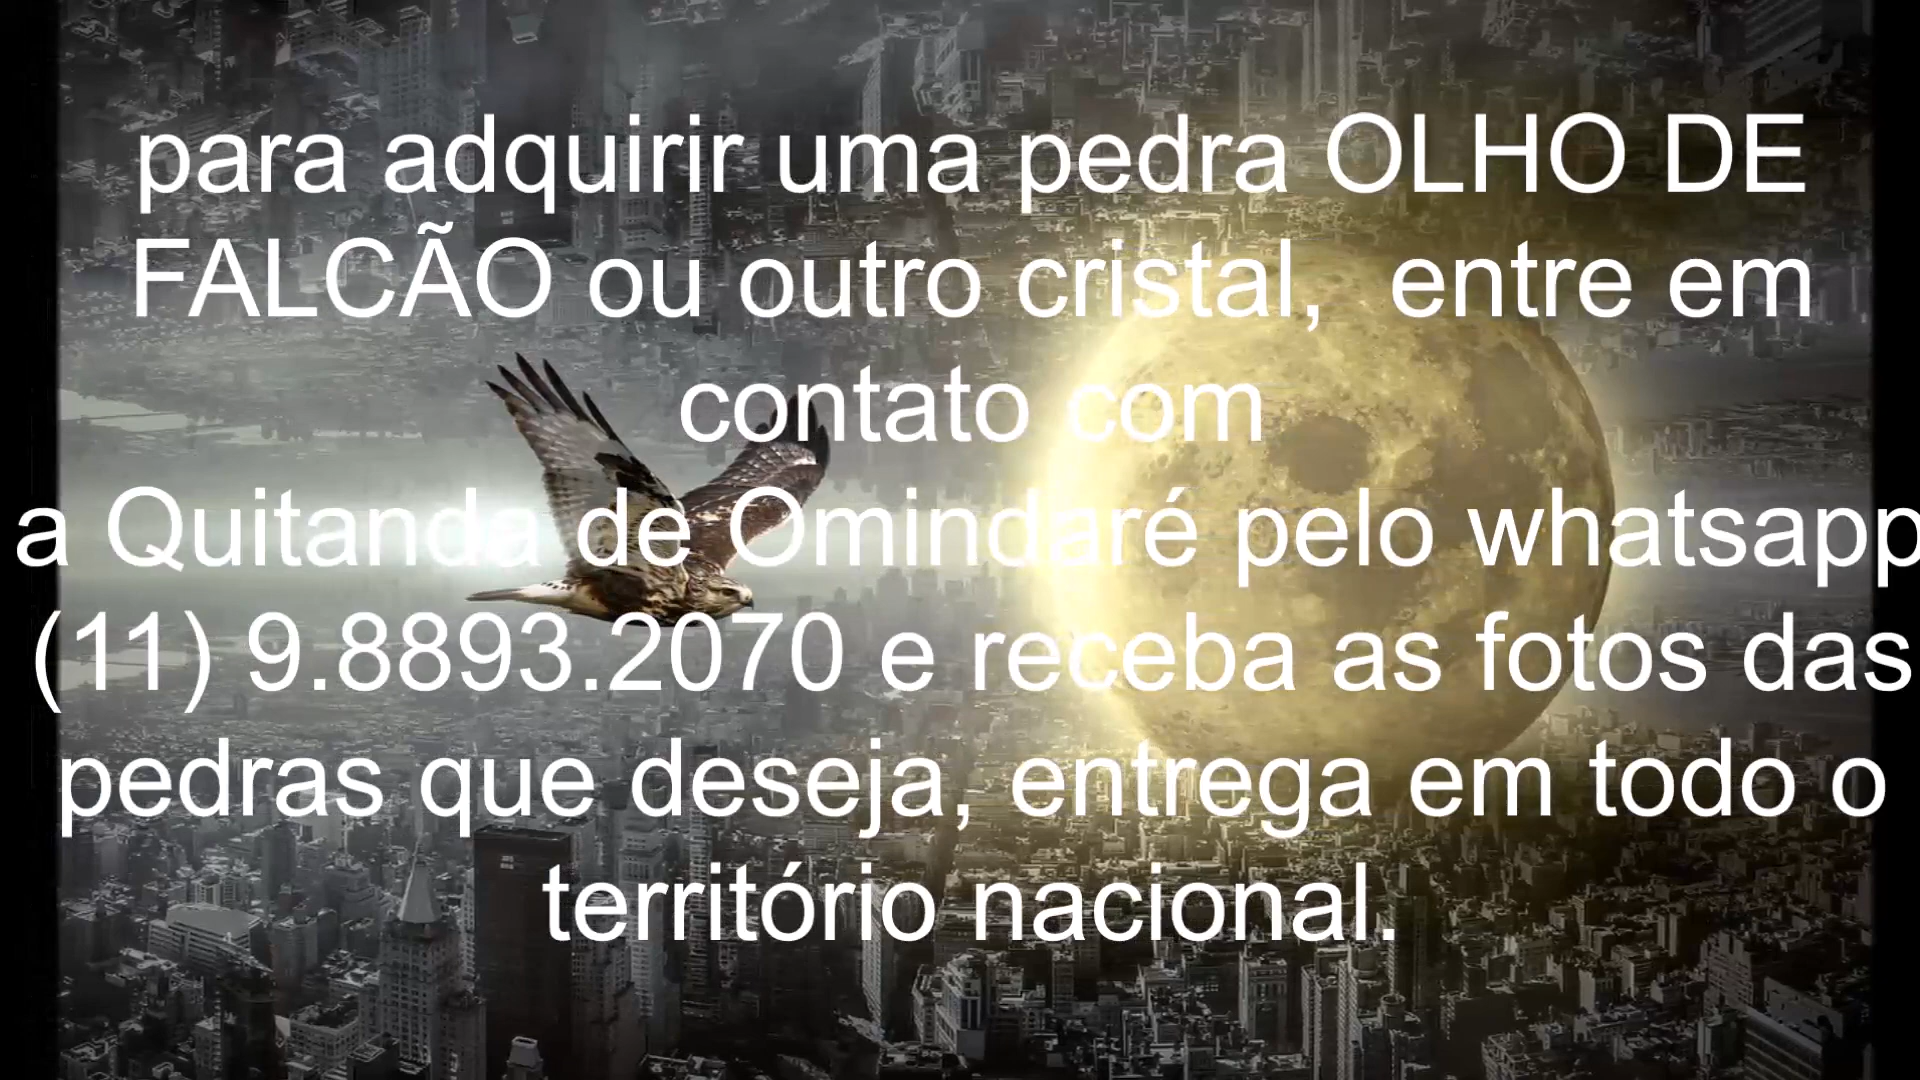 para adquirir uma pedra OLHO DE
FALCÃO ou outro cristal,  entre em
contato com
a Quitanda de Omindaré pelo whatsapp
(11) 9.8893.2070 e receba as fotos das
pedras que deseja, entrega em todo o
território nacional.